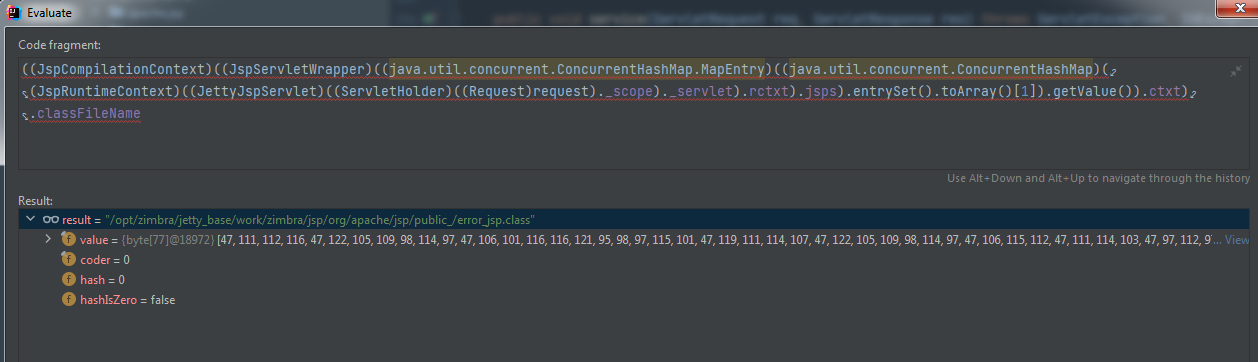 Evaluate
Code fragment:
((JspCompilationContext)((JspServletWrapper)((java.util.concurrent.ConcurrentHashMap.MapEntry)((java.util.concurrent.ConcurrentHashMap)(
(JspRuntimeContext)((JettyJspServlet)((ServletHolder)((Request)request)._scope)._servlet).rctxt).jsps).entrySet().toArray()[1]).getValue()).ctxt)
.classFileName
Use Alt+Down and Alt+Up to navigate through the history
Result:
result = "/opt/zimbra/jetty_base/work/zimbra/jsp/org/apache/jsp/public_/error_jsp.class"
value = {byte[77]@18972} [47, 111, 112, 116, 47, 122, 105, 109, 98, 114, 97, 47, 106, 101, 116, 116, 121, 95, 98, 97, 115, 101, 47, 119, 111, 114, 107, 47, 122, 105, 109, 98, 114, 97, 47, 106, 115, 112, 47, 111, 114, 103, 47, 97, 112, 9... View
coder = 0
hash = 0
hashIsZero = false